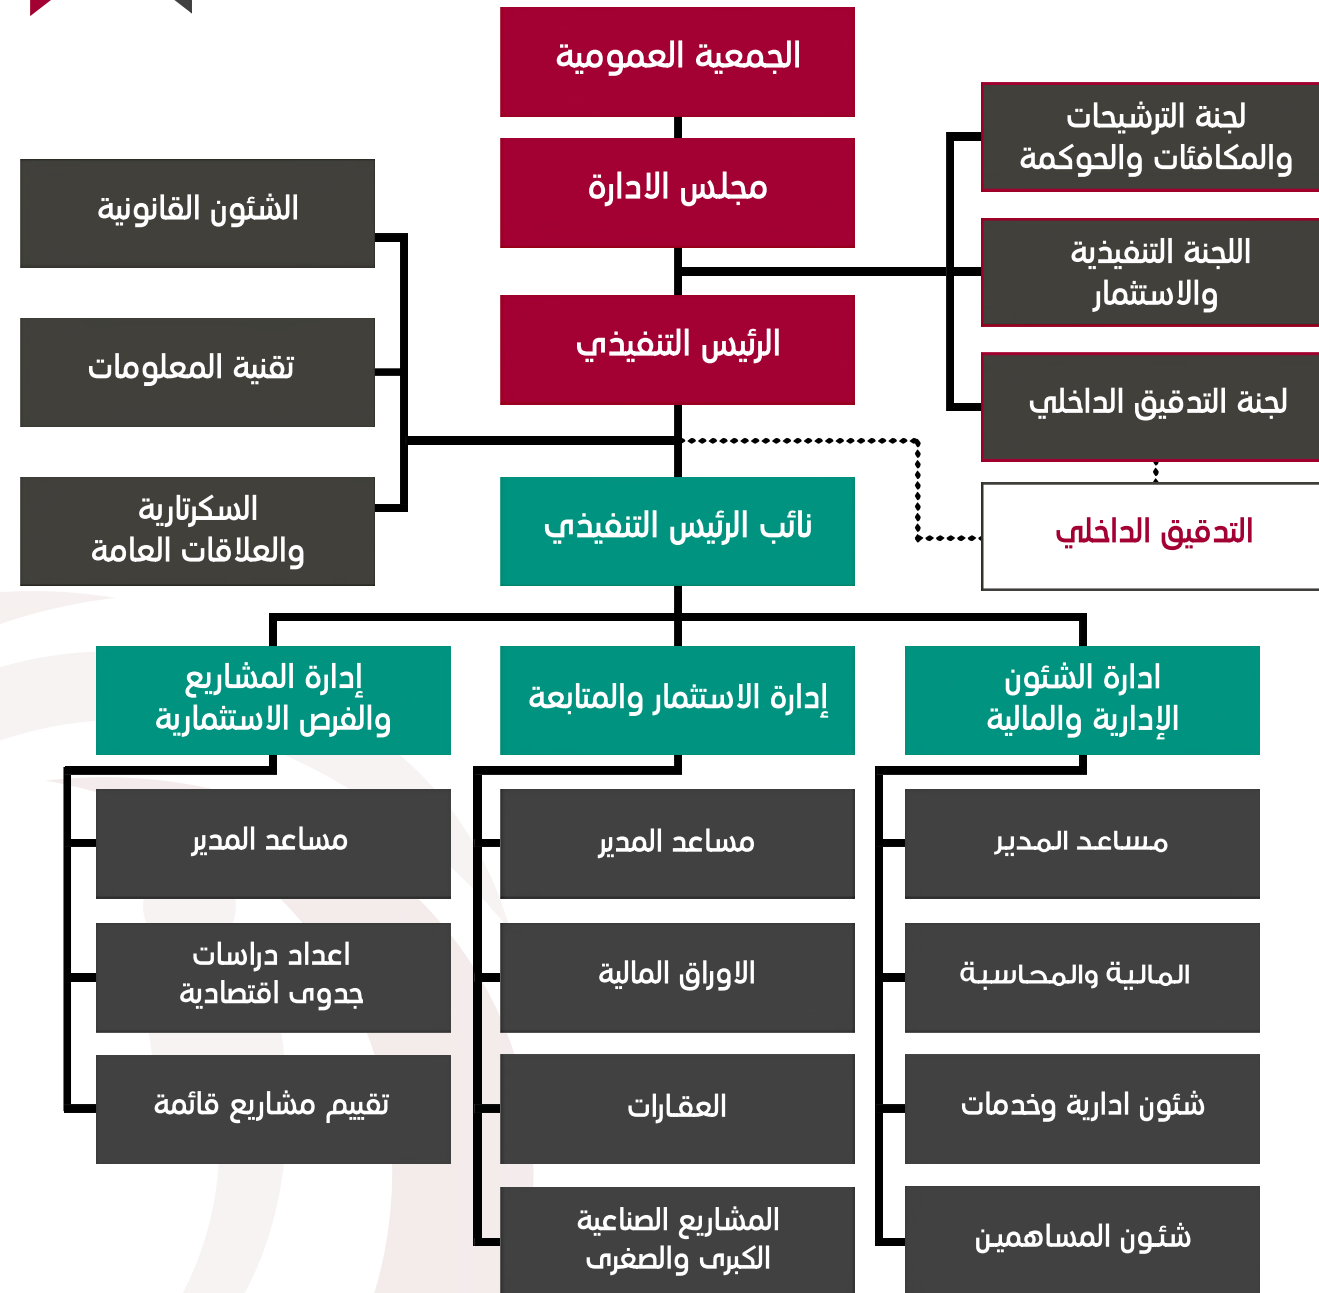 الجمعية العمومية
مجلس الادارة
لجنة الترشيحات
والمكافئات والحوكمة
اللجنة التنفيذية
والاستثمار
لجنة التدقيق الداخلي
التدقيق الداخلي
الرئيس التنفيذي
الشئون القانونية
تقنية المعلومات
السكرتارية
والعلاقات العامة
نائب الرئيس التنفيذي
ادارة الشئون
الإدارية والمالية
مساعد المدير
المالية والمحاسبة
شئون ادارية وخدمات
شئون المساهمين
إدارة الاستثمار والمتابعة
مساعد المدير
الاوراق المالية
العقارات
المشاريع الصناعية
الكبرى والصغرى
إدارة المشاريع
والفرص الاستثمارية
مساعد المدير
اعداد دراسات
جدوى اقتصادية
تقييم مشاريع قائمة